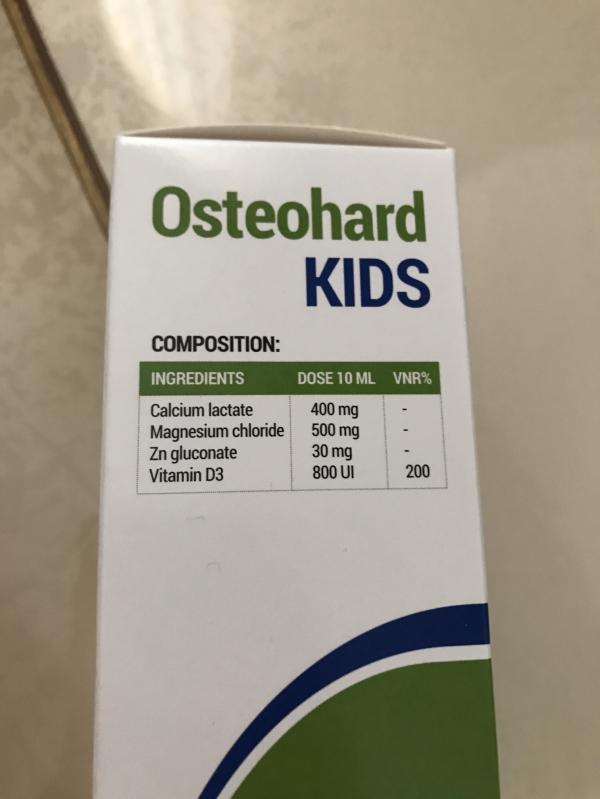 Osteohard
KIDS
COMPOSITION:
INGREDIENTS DOSE 10 ML VNR%
Calcium lactate 400 mg -
Magnesium chloride 500 mg -
Zn gluconate 30 mg -
Vitamin D3 800 UI 200